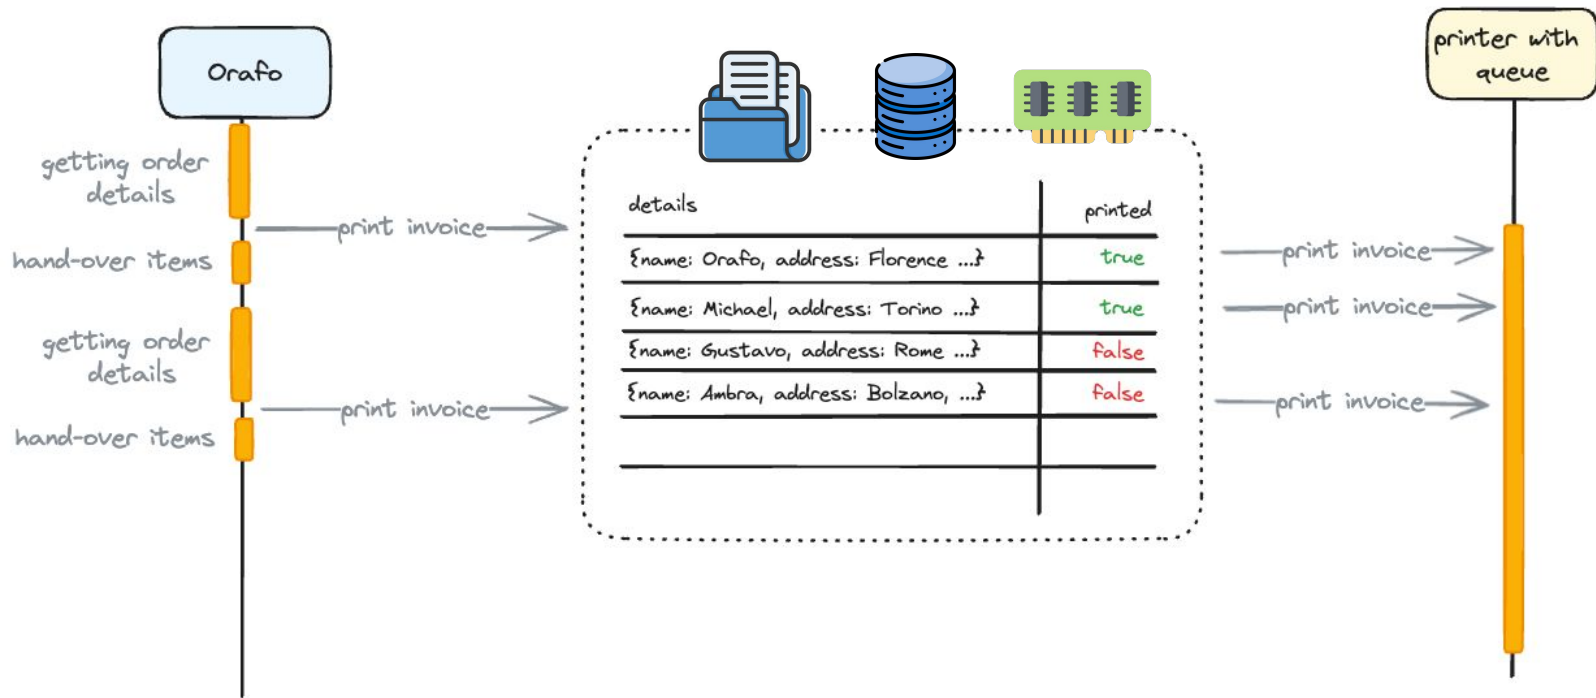 Orafo
printer with
queue
getting order
details
print invoice
hand-over items
getting order
details
print invoice
hand-over items
details printed
{name: Orafo, address: Florence ...} true
{name: Michael, address: Torino ...} true
{name: Gustavo, address: Rome ...} false
{name: Ambra, address: Bolzano, ...} false
print invoice
print invoice
print invoice